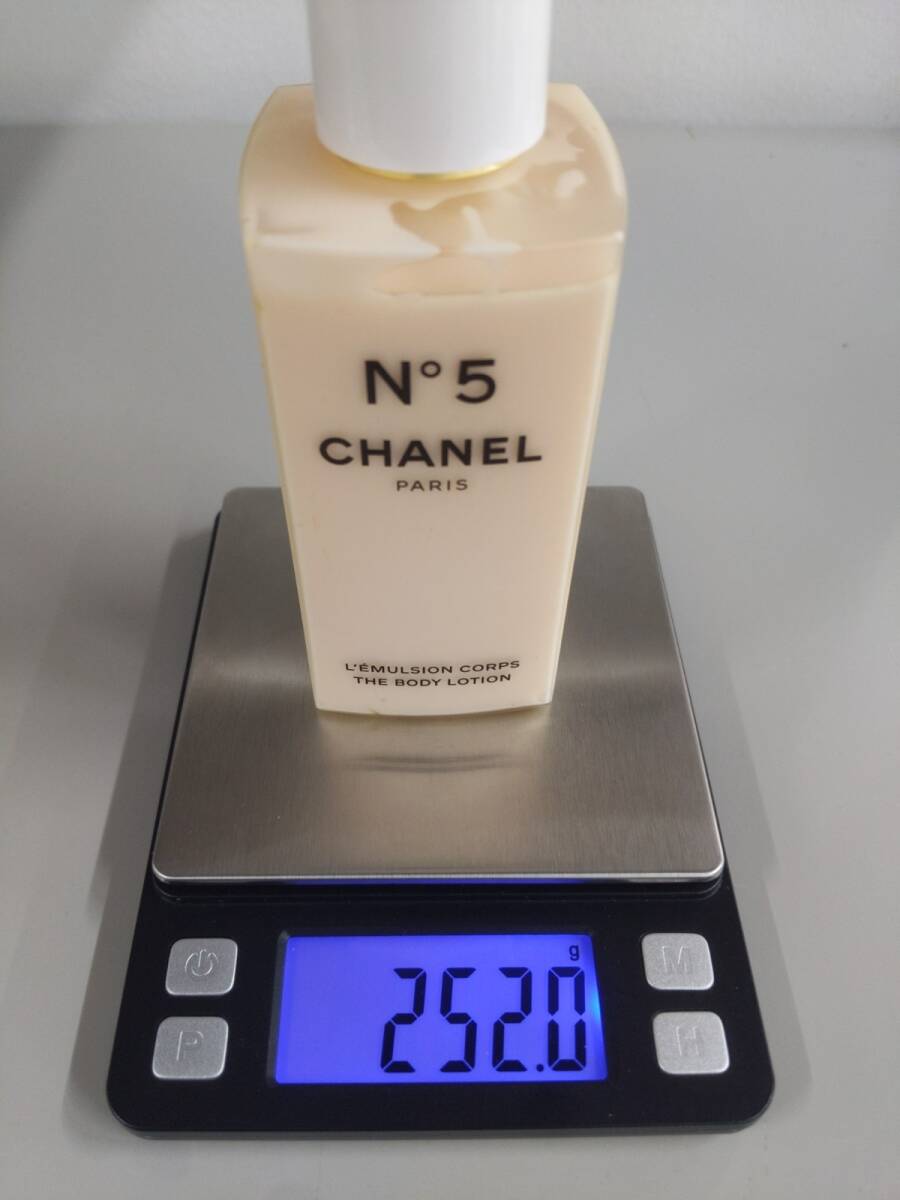 N°5
CHANEL
PARIS
L'ÉMULSION CORPS
THE BODY LOTION
g
252.0
M
P
H